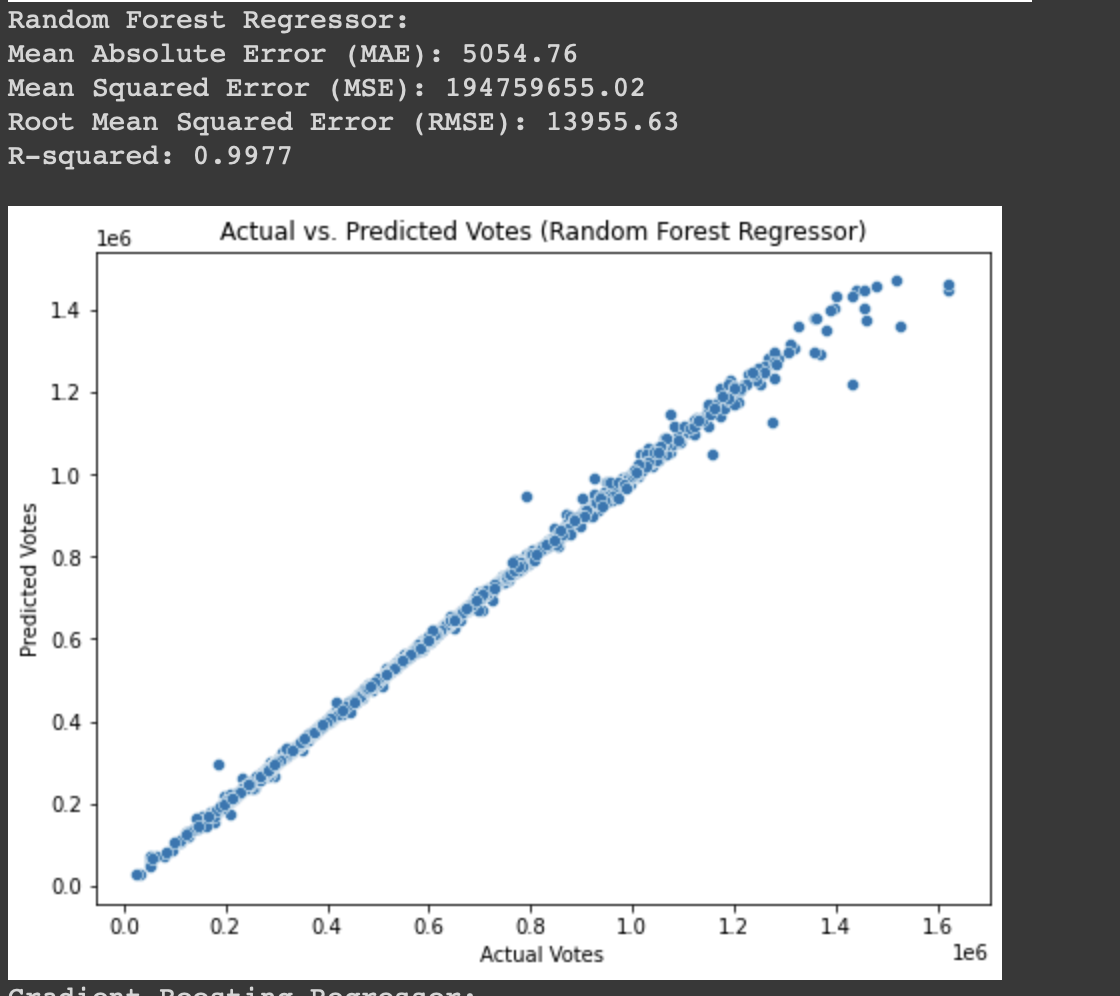 Random Forest Regressor:
Mean Absolute Error (MAE): 5054.76
Mean Squared Error (MSE): 194759655.02
Root Mean Squared Error (RMSE): 13955.63
R-squared: 0.9977
Actual vs. Predicted Votes (Random Forest Regressor)
1e6
1.4
1.2
1.0
0.8
0.6
0.4
0.2
0.0
Predicted Votes
0.0 0.2 0.4 0.6 0.8 1.0 1.2 1.4 1.6
1e6
Actual Votes
Gradient Boosting Regressor: